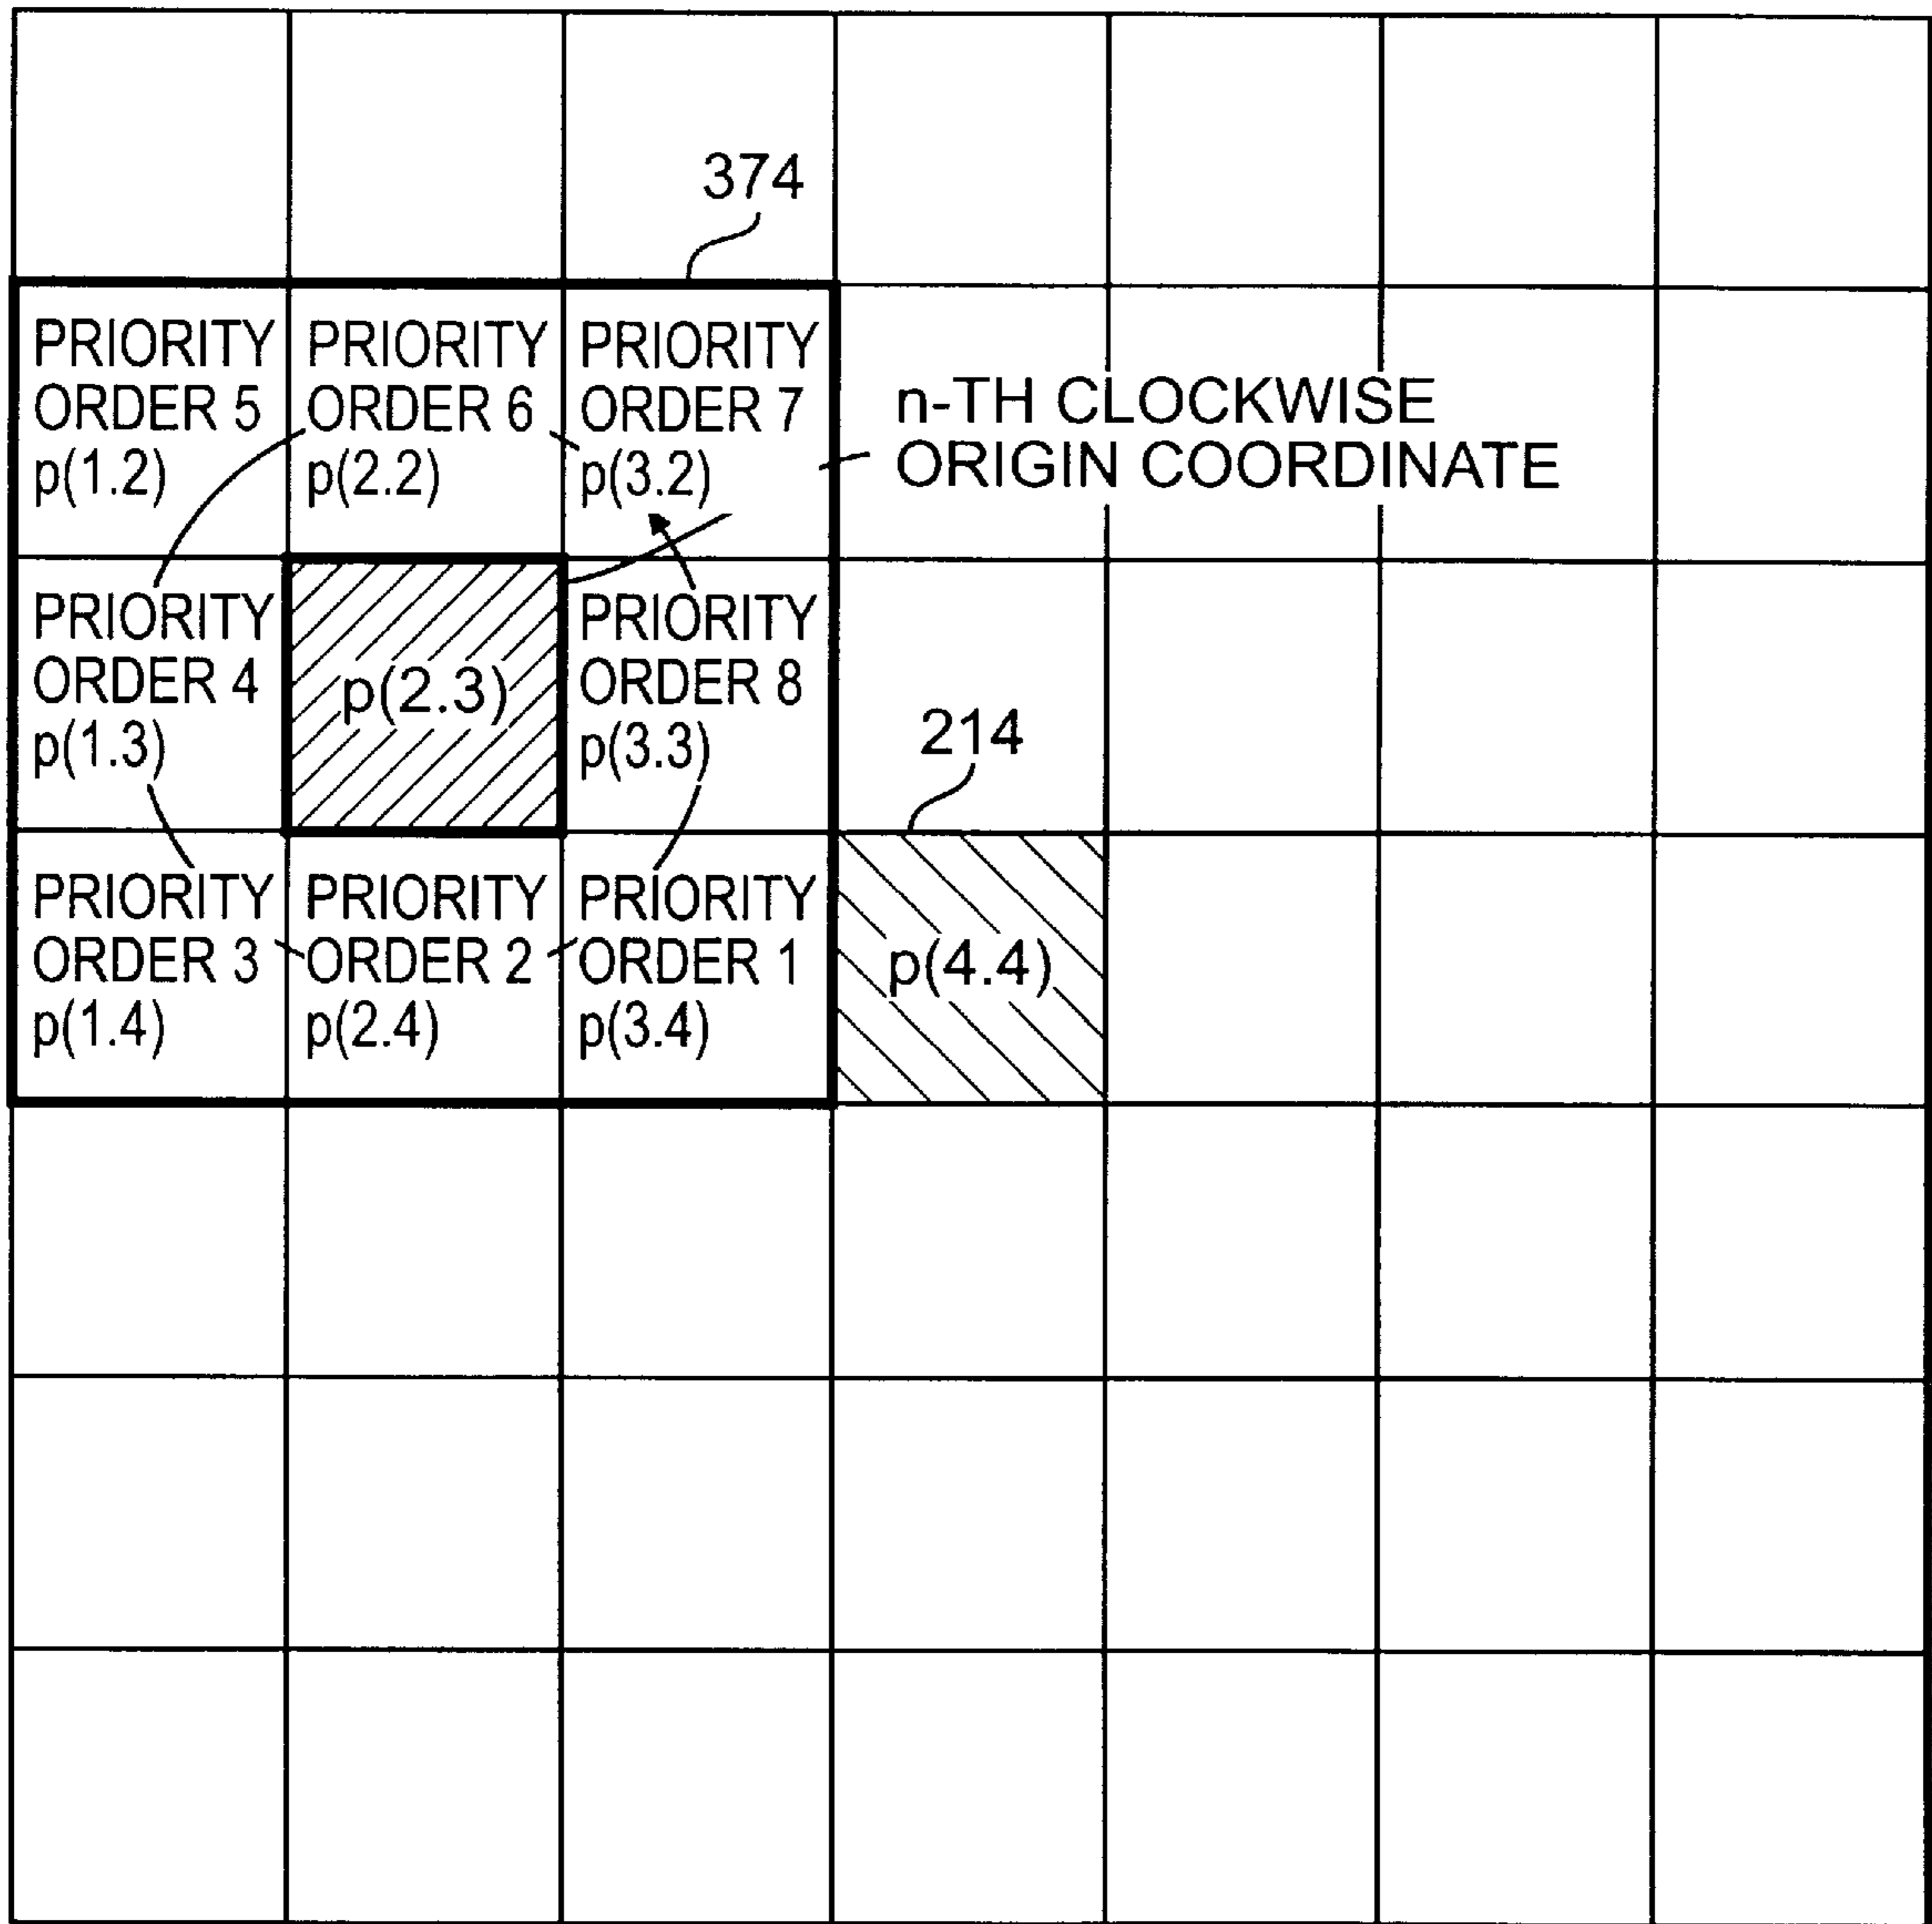 374
PRIORITY
ORDER 5
p(1.2)
PRIORITY
ORDER 6
p(2.2)
PRIORITY
ORDER 7
p(3.2)
n-TH CLOCKWISE
ORIGIN COORDINATE
PRIORITY
ORDER 4
p(1.3)
p(2.3)
PRIORITY
ORDER 8
p(3.3)
214
PRIORITY
ORDER 3
p(1.4)
PRIORITY
ORDER 2
p(2.4)
PRIORITY
ORDER 1
p(3.4)
p(4.4)